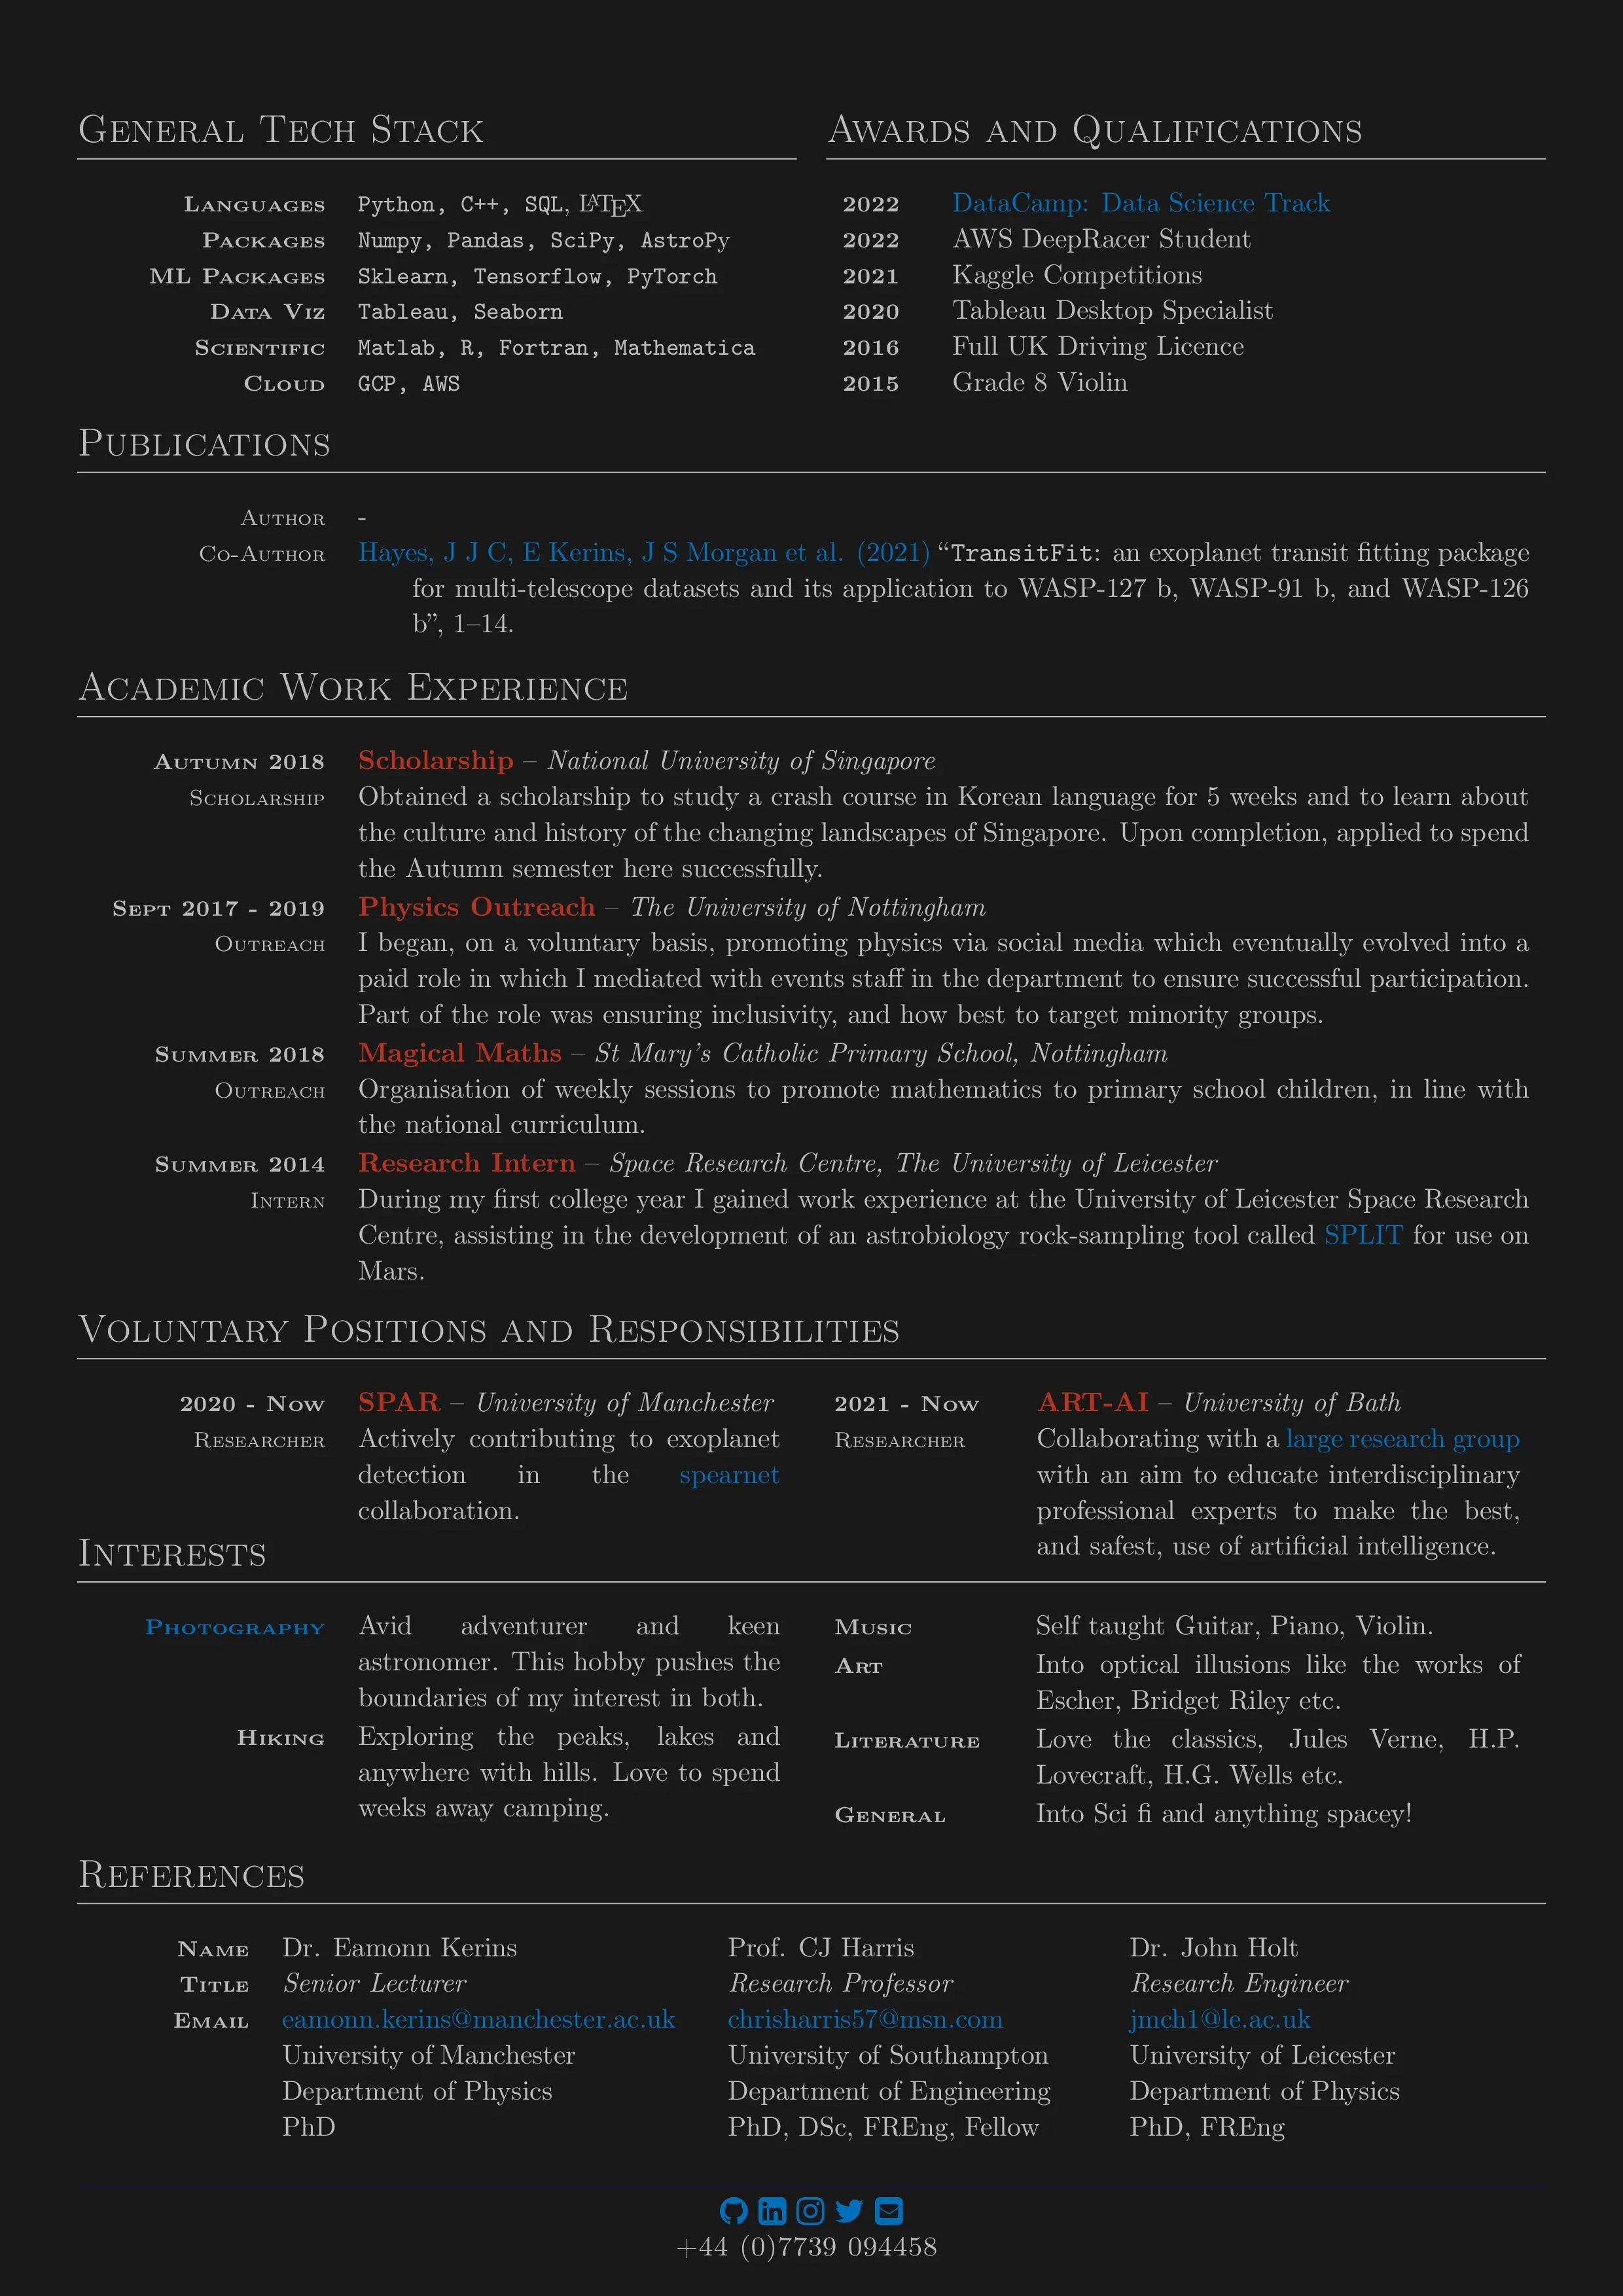 General Tech Stack
Languages Python, C++, SQL, LATEX
Packages Numpy, Pandas, SciPy, AstroPy
ML Packages Sklearn, Tensorflow, PyTorch
Data Viz Tableau, Seaborn
Scientific Matlab, R, Fortran, Mathematica
Cloud GCP, AWS
Awards and Qualifications
2022 DataCamp: Data Science Track
2022 AWS DeepRacer Student
2021 Kaggle Competitions
2020 Tableau Desktop Specialist
2016 Full UK Driving Licence
2015 Grade 8 Violin
Publications
Author -
Co-Author Hayes, J J C, E Kerins, J S Morgan et al. (2021) “TransitFit: an exoplanet transit fitting package
for multi-telescope datasets and its application to WASP-127 b, WASP-91 b, and WASP-126
b”, 1–14.
Academic Work Experience
Autumn 2018 Scholarship – National University of Singapore
Scholarship Obtained a scholarship to study a crash course in Korean language for 5 weeks and to learn about
the culture and history of the changing landscapes of Singapore. Upon completion, applied to spend
the Autumn semester here successfully.
Sept 2017 - 2019 Physics Outreach – The University of Nottingham
Outreach I began, on a voluntary basis, promoting physics via social media which eventually evolved into a
paid role in which I mediated with events staff in the department to ensure successful participation.
Part of the role was ensuring inclusivity, and how best to target minority groups.
Summer 2018 Magical Maths – St Mary's Catholic Primary School, Nottingham
Outreach Organisation of weekly sessions to promote mathematics to primary school children, in line with
the national curriculum.
Summer 2014 Research Intern – Space Research Centre, The University of Leicester
Intern During my first college year I gained work experience at the University of Leicester Space Research
Centre, assisting in the development of an astrobiology rock-sampling tool called SPLIT for use on
Mars.
Voluntary Positions and Responsibilities
2020 - Now SPAR – University of Manchester
Researcher Actively contributing to exoplanet
detection in the spearnet
collaboration.
2021 - Now ART-AI – University of Bath
Researcher Collaborating with a large research group
with an aim to educate interdisciplinary
professional experts to make the best,
and safest, use of artificial intelligence.
Interests
Photography Avid adventurer and keen
astronomer. This hobby pushes the
boundaries of my interest in both.
Hiking Exploring the peaks, lakes and
anywhere with hills. Love to spend
weeks away camping.
Music Self taught Guitar, Piano, Violin.
Art Into optical illusions like the works of
Escher, Bridget Riley etc.
Literature Love the classics, Jules Verne, H.P.
Lovecraft, H.G. Wells etc.
General Into Sci fi and anything spacey!
References
Name Dr. Eamonn Kerins Prof. CJ Harris Dr. John Holt
Title Senior Lecturer Research Professor Research Engineer
Email eamonn.kerins@manchester.ac.uk chrisharris57@msn.com jmch1@le.ac.uk
University of Manchester University of Southampton University of Leicester
Department of Physics Department of Engineering Department of Physics
PhD PhD, DSc, FREng, Fellow PhD, FREng
+44 (0)7739 094458